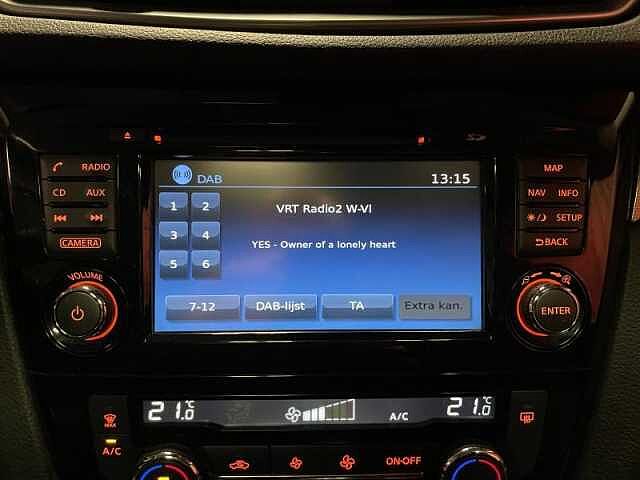 RADIO
CD AUX
CAMERA
VOLUME
DAB 13:15
1 2
3 4
5 6
VRT Radio2 W-Vl
YES - Owner of a lonely heart
7-12 DAB-lijst TA Extra kan.
MAP
NAV INFO
SETUP
BACK
ENTER
21.0°C A/C 21.0°C
MAX
A/C
ON·OFF